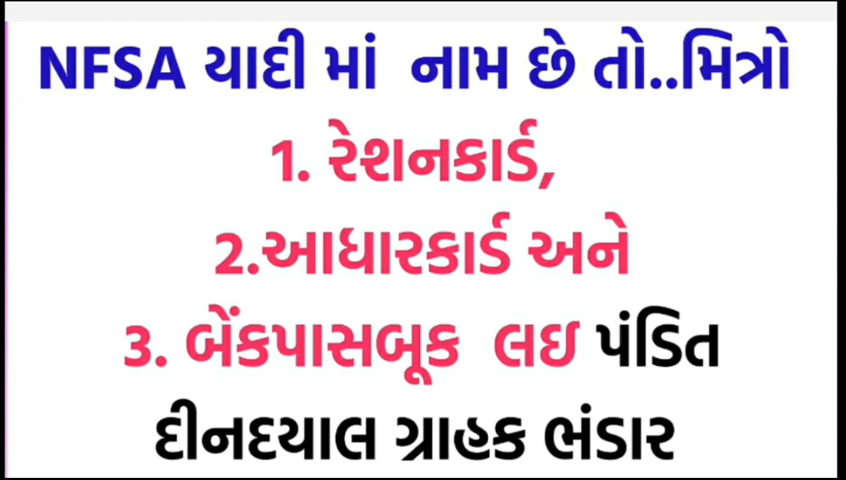 NFSA યાદી માં નામ છે તો..મિત્રો
1. રેશનકાર્ડ,
2.આધારકાર્ડ અને
3. બેંકપાસબૂક લઇ પંડિત
દીનદયાલ ગ્રાહક ભંડાર